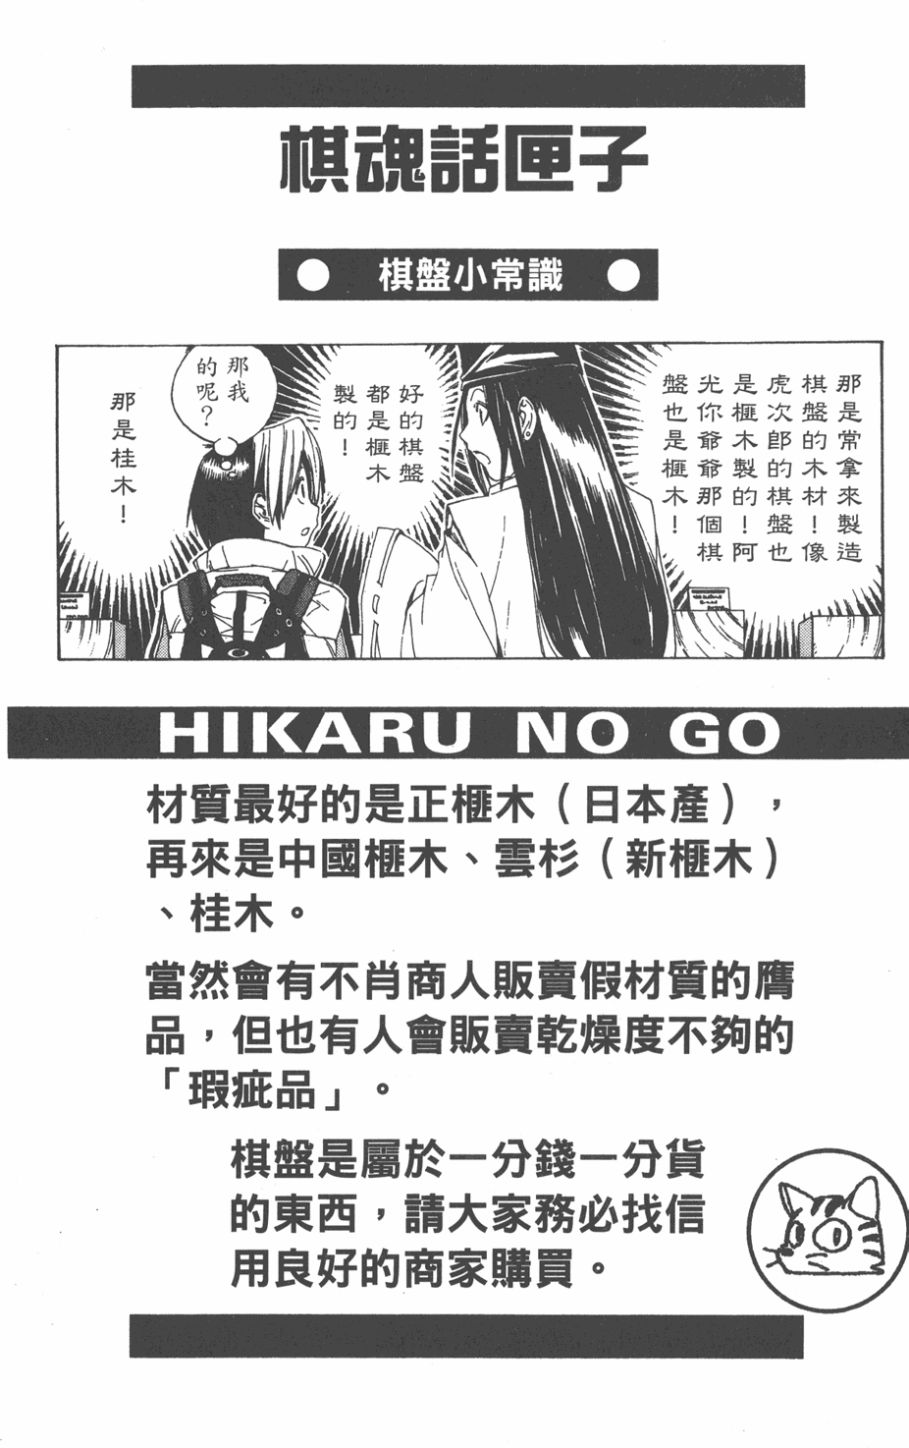 棋魂話匣子
棋盤小常識
那是常拿來製造
棋盤的木材！像
虎次郎的棋盤也
是榧木製的！阿
光你爺爺那個棋
盤也是榧木！
好的棋盤
都是榧木
製的！
那我
的呢？
那是桂木！
HIKARU NO GO
材質最好的是正榧木（日本產），
再來是中國榧木、雲杉（新榧木）
、桂木。
當然會有不肖商人販賣假材質的膺
品，但也有人會販賣乾燥度不夠的
「瑕疵品」。
棋盤是屬於一分錢一分貨
的東西，請大家務必找信
用良好的商家購買。